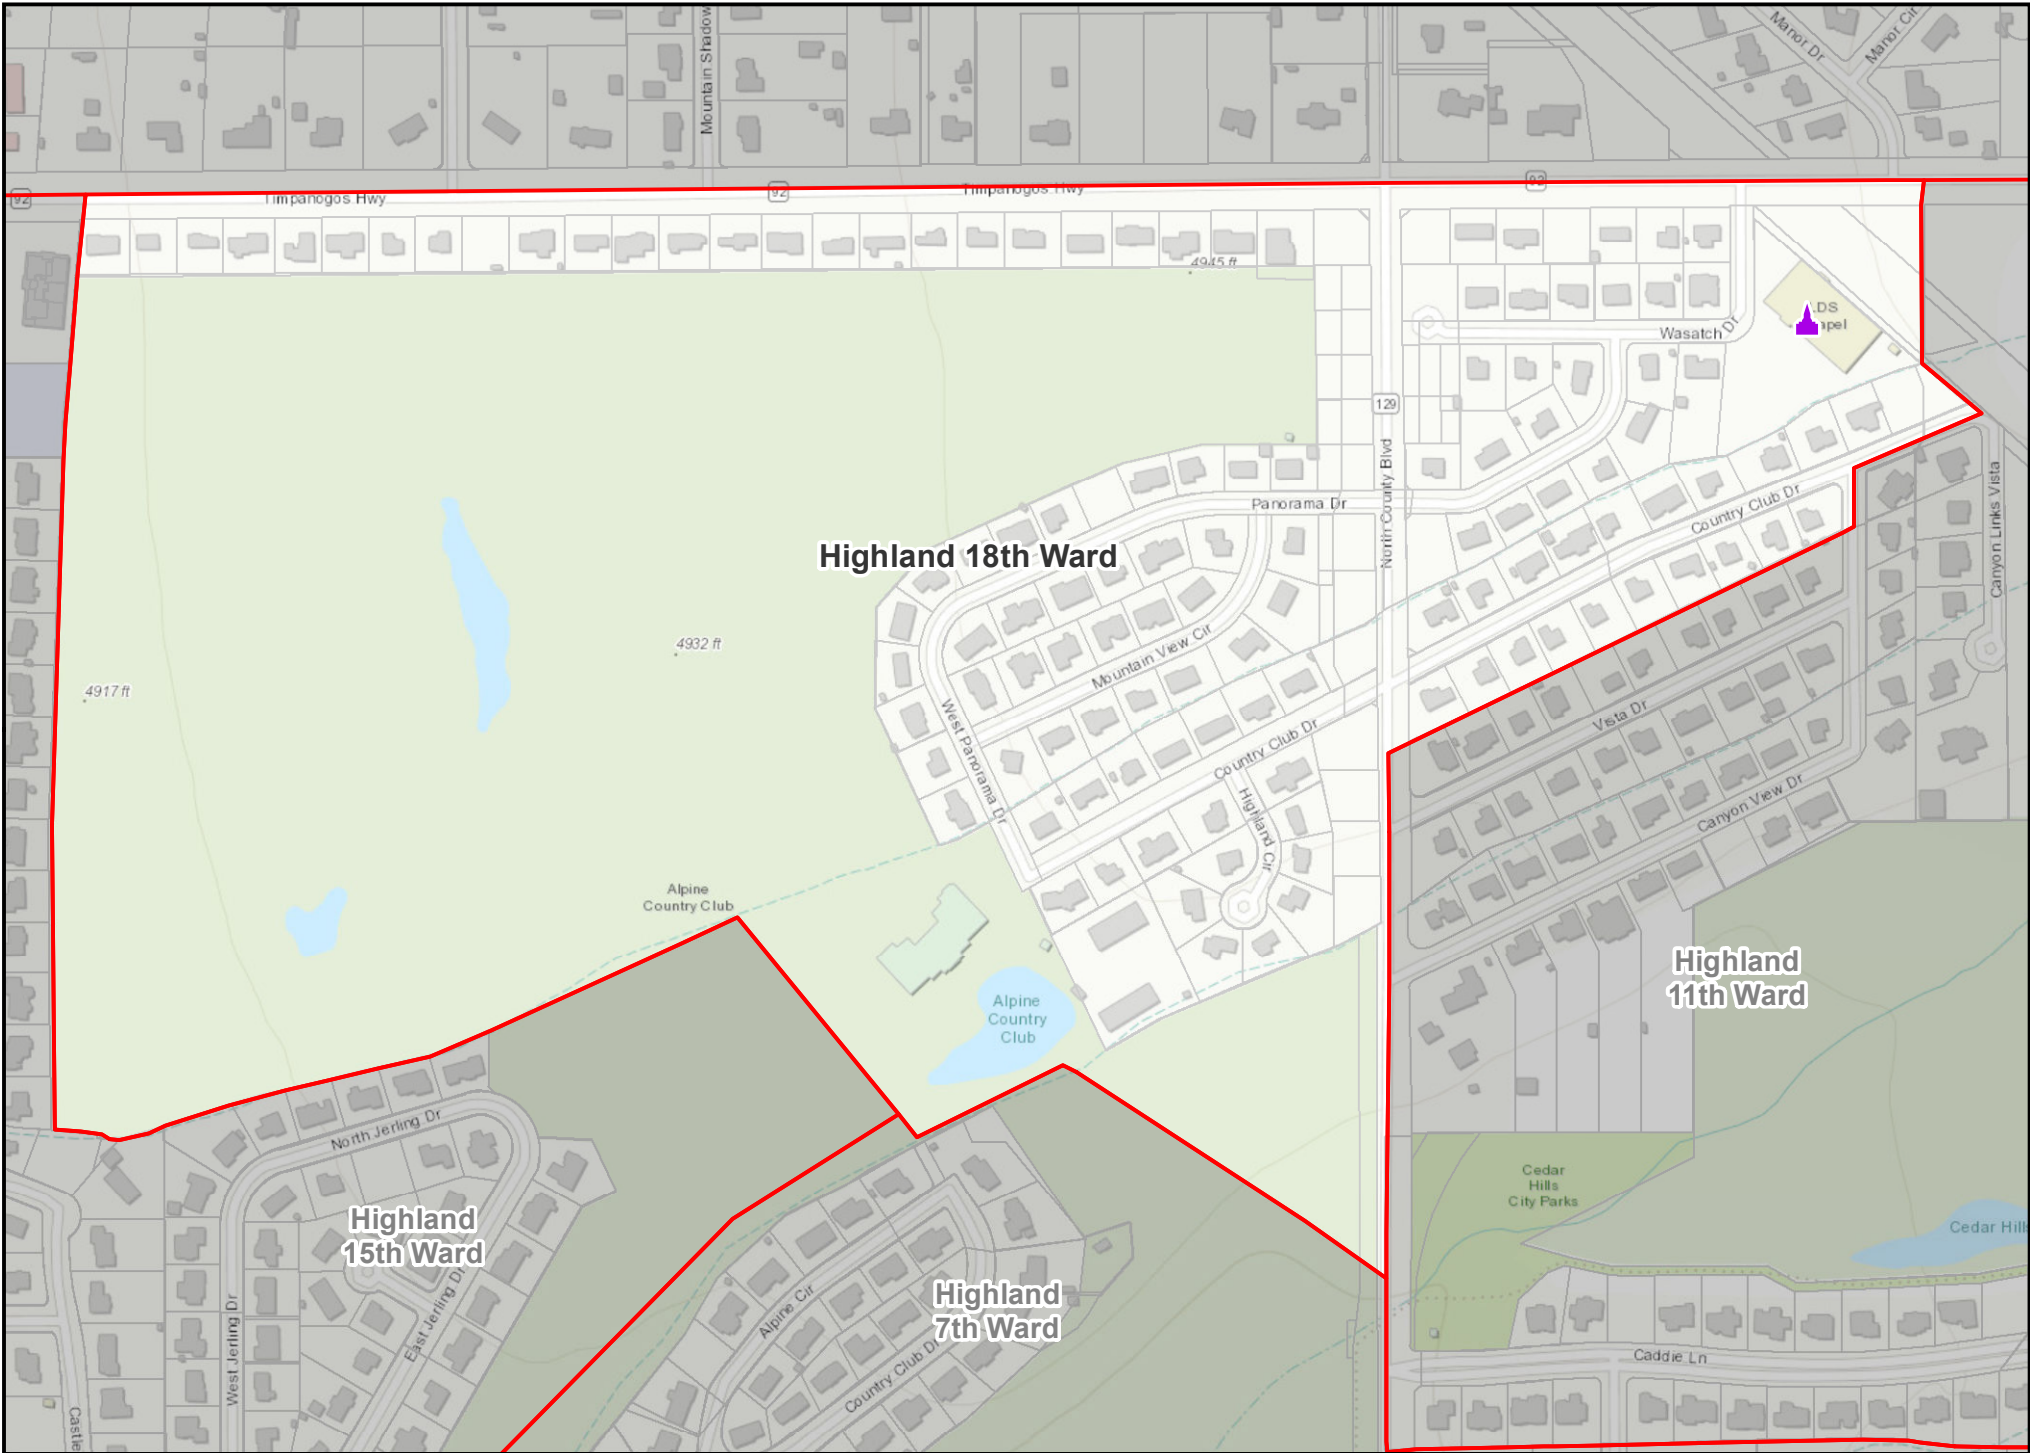 Mountain Shadow
Manor Dr
Manor Cir
92
Timpanogos Hwy
92
Timpanogos Hwy
92
4945 ft
DS
apel
Wasatch Dr
129
North County Blvd
Panorama Dr
Country Club Dr
Canyon Links Vista
Highland 18th Ward
4932 ft
4917 ft
Mountain View Cir
West Panorama Dr
Country Club Dr
Vista Dr
Highland Cir
Canyon View Dr
Alpine
Country Club
Highland
11th Ward
Alpine
Country
Club
North Jerling Dr
Cedar
Hills
City Parks
Highland
15th Ward
Cedar Hills
Highland
7th Ward
Alpine Cir
East Jerling Dr
West Jerling Dr
Country Club Dr
Caddie Ln
Castle